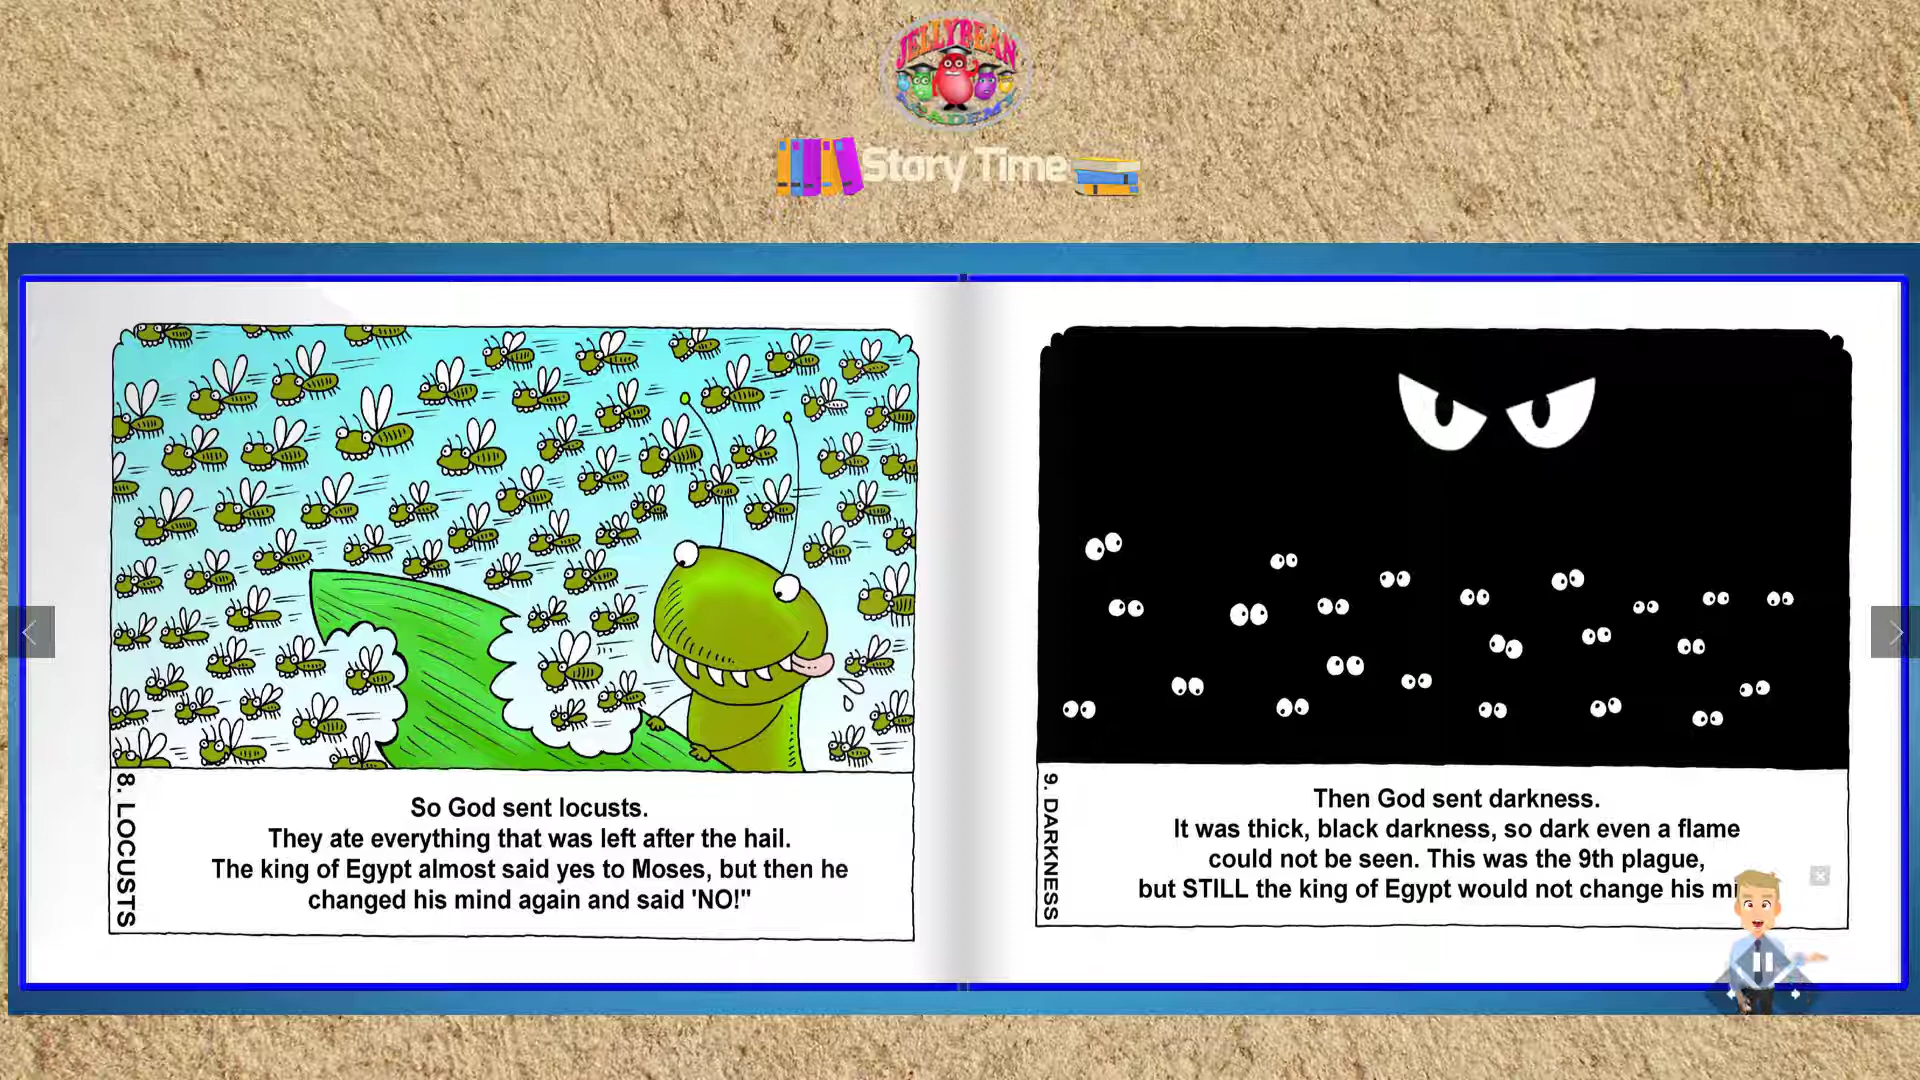 JELLYBEAN
ACADEMY
Story Time
8. LOCUSTS
So God sent locusts.
They ate everything that was left after the hail.
The king of Egypt almost said yes to Moses, but then he
changed his mind again and said 'NO!"
9. DARKNESS
Then God sent darkness.
It was thick, black darkness, so dark even a flame
could not be seen. This was the 9th plague,
but STILL the king of Egypt would not change his